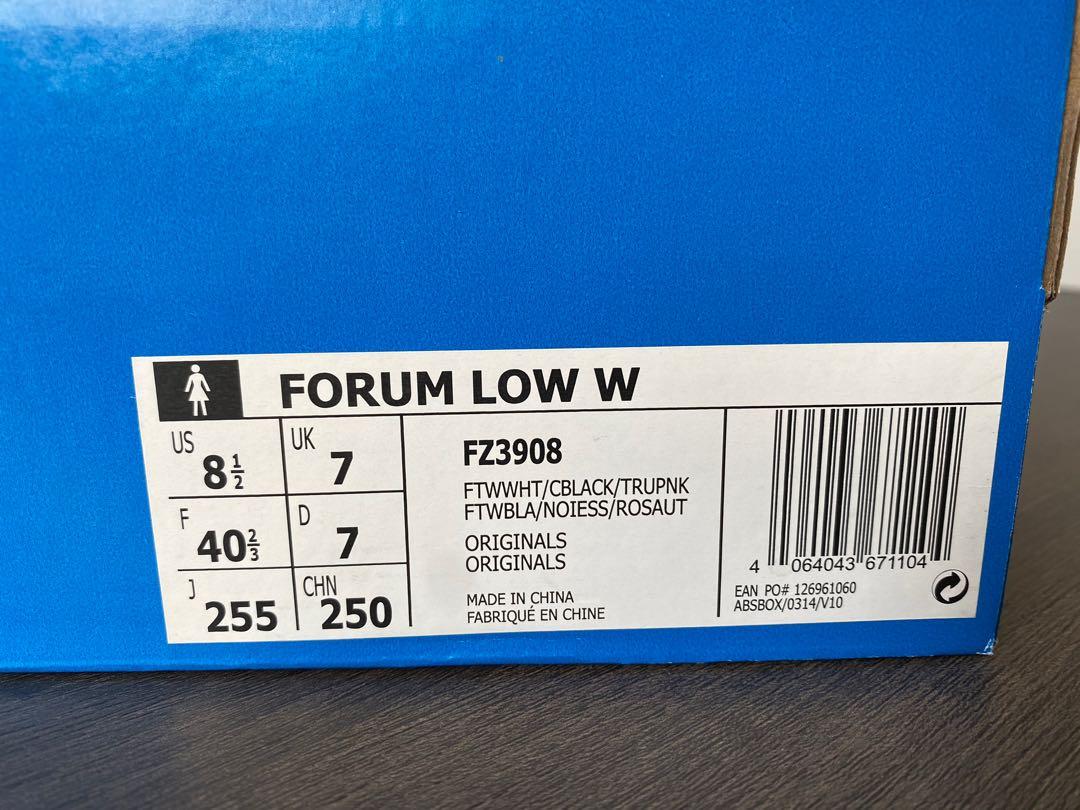 FORUM LOW W
US 8½
UK 7
F 40⅔
D 7
J 255
CHN 250
FZ3908
FTWWHT/CBLACK/TRUPNK
FTWBLA/NOIESS/ROSAUT
ORIGINALS
ORIGINALS
MADE IN CHINA
FABRIQUÉ EN CHINE
4 064043 671104
EAN PO# 126961060
ABSBOX/0314/V10